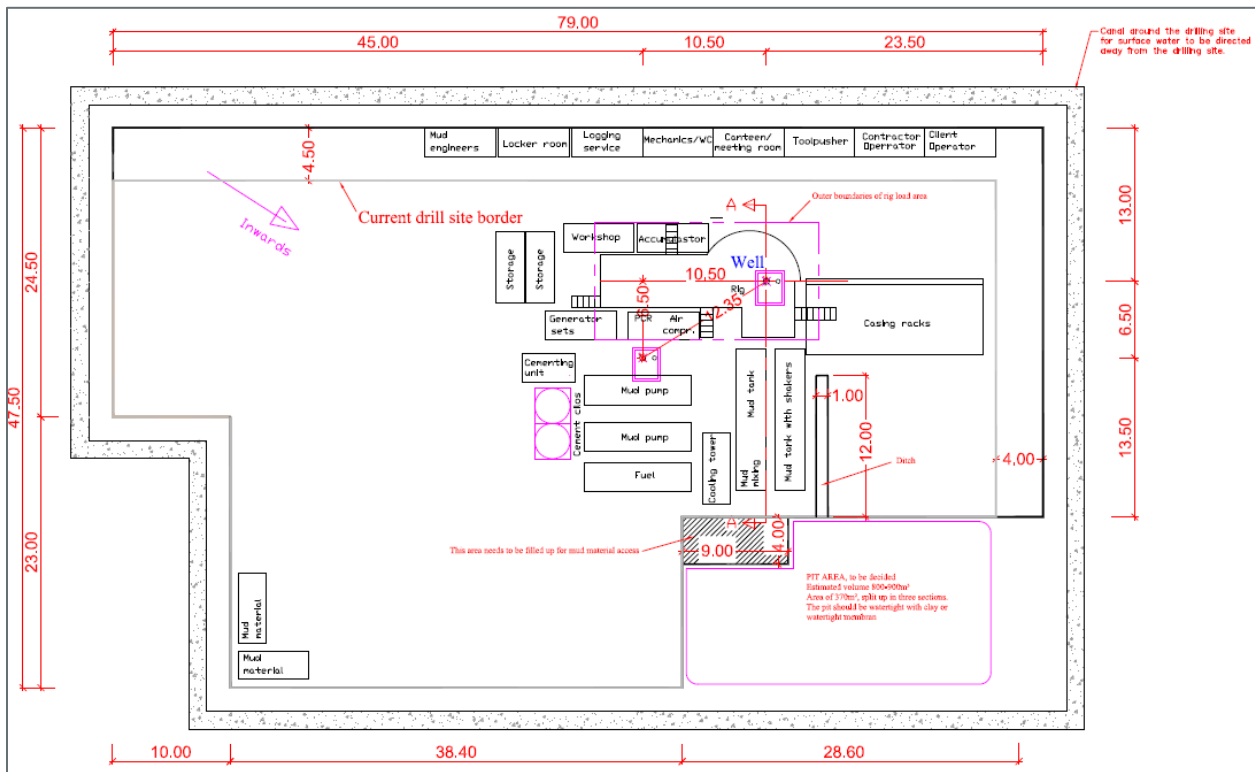 79.00
45.00
10.50
23.50
Canal around the drilling site
for surface water to be directed
away from the drilling site.
Mud
engineers
Locker room
Logging
service
Mechanics/WC
Canteen/
meeting room
Toolpusher
Contractor
Operrator
Client
Operator
4.50
Current drill site border
Inwards
Outer boundaries of rig load area
A
13.00
24.50
47.50
23.00
Storage
Storage
Workshop
Accumulastor
Well
10,50
Rig
6.50
12.35
Generator
sets
PCR
Air
compr.
Casing racks
6.50
Cementing
unit
Cement cilos
Mud pump
Mud pump
Fuel
Cooling tower
Mud tank
Mud
mixing
Mud tank with shakers
1.00
12.00
Ditch
4,00
13.50
A
4.00
9.00
This area needs to be filled up for mud material access
PIT AREA, to be decided
Estimated volume 800-900m³
Area of 370m², split up in three sections.
The pit should be watertight with clay or
watertight membran
Mud
material
Mud
material
10.00
38.40
28.60